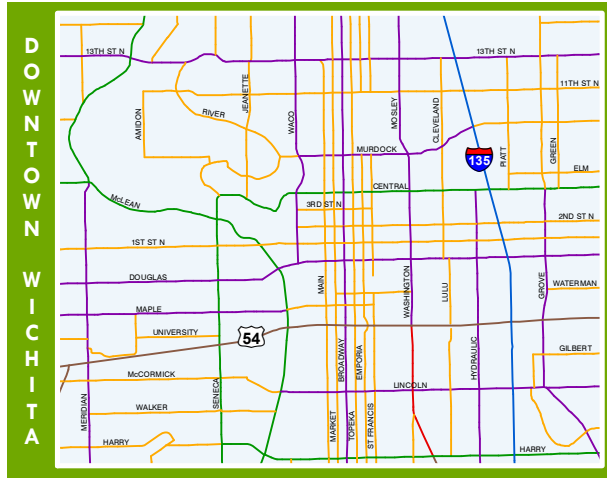 DOWNTOWN WICHITA
13TH ST N
13TH ST N
11TH ST N
JEANETTE
AMIDON
RIVER
WACO
MOSLEY
CLEVELAND
MURDOCK
135
PIATT
GREEN
ELM
CENTRAL
McLEAN
3RD ST N
2ND ST N
1ST ST N
DOUGLAS
MAIN
WASHINGTON
LULU
GROVE
WATERMAN
MAPLE
UNIVERSITY
54
BROADWAY
EMPORIA
HYDRAULIC
GILBERT
McCORMICK
SENECA
LINCOLN
MERIDIAN
WALKER
MARKET
TOPEKA
ST FRANCIS
HARRY
HARRY